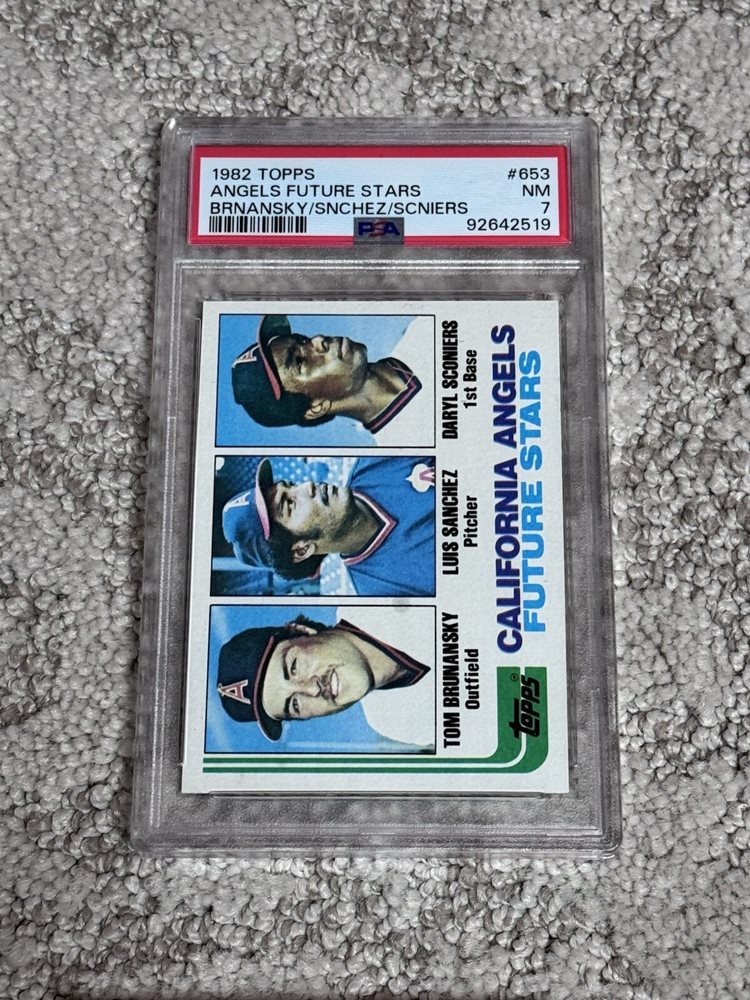 1982 TOPPS #653
ANGELS FUTURE STARS NM
BRNANSKY/SNCHEZ/SCNIERS 7
PSA 92642519
TOM BRUNANSKY
Outfield
LUIS SANCHEZ
Pitcher
DARYL SCONIERS
1st Base
TOPPS®
CALIFORNIA ANGELS
FUTURE STARS
A
A
A